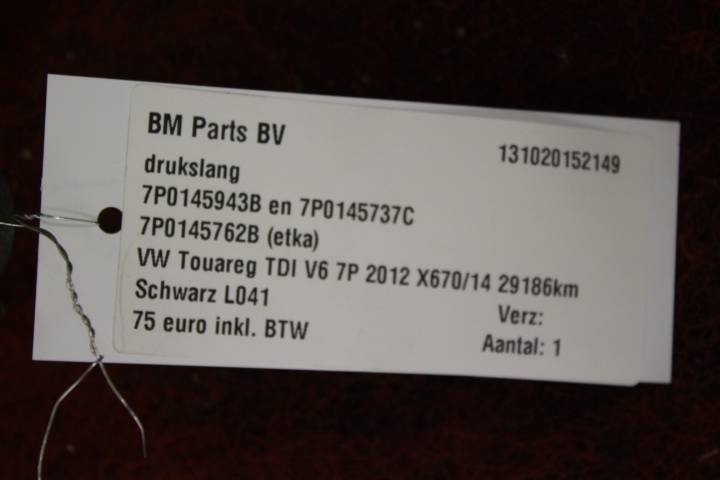 BM Parts BV
131020152149
drukslang
7P0145943B en 7P0145737C
7P0145762B (etka)
VW Touareg TDI V6 7P 2012 X670/14 29186km
Schwarz L041
Verz:
75 euro inkl. BTW
Aantal: 1